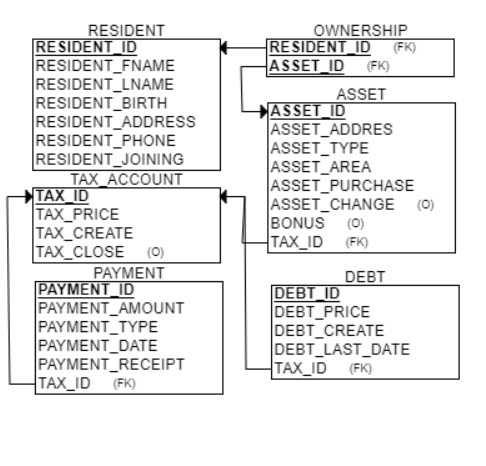 RESIDENT
RESIDENT_ID
RESIDENT_FNAME
RESIDENT_LNAME
RESIDENT_BIRTH
RESIDENT_ADDRESS
RESIDENT_PHONE
RESIDENT_JOINING
OWNERSHIP
RESIDENT_ID (FK)
ASSET_ID (FK)
ASSET
ASSET_ID
ASSET_ADDRES
ASSET_TYPE
ASSET_AREA
ASSET_PURCHASE
ASSET_CHANGE (O)
BONUS (O)
TAX_ID (FK)
TAX_ACCOUNT
TAX_ID
TAX_PRICE
TAX_CREATE
TAX_CLOSE (O)
PAYMENT
PAYMENT_ID
PAYMENT_AMOUNT
PAYMENT_TYPE
PAYMENT_DATE
PAYMENT_RECEIPT
TAX_ID (FK)
DEBT
DEBT_ID
DEBT_PRICE
DEBT_CREATE
DEBT_LAST_DATE
TAX_ID (FK)